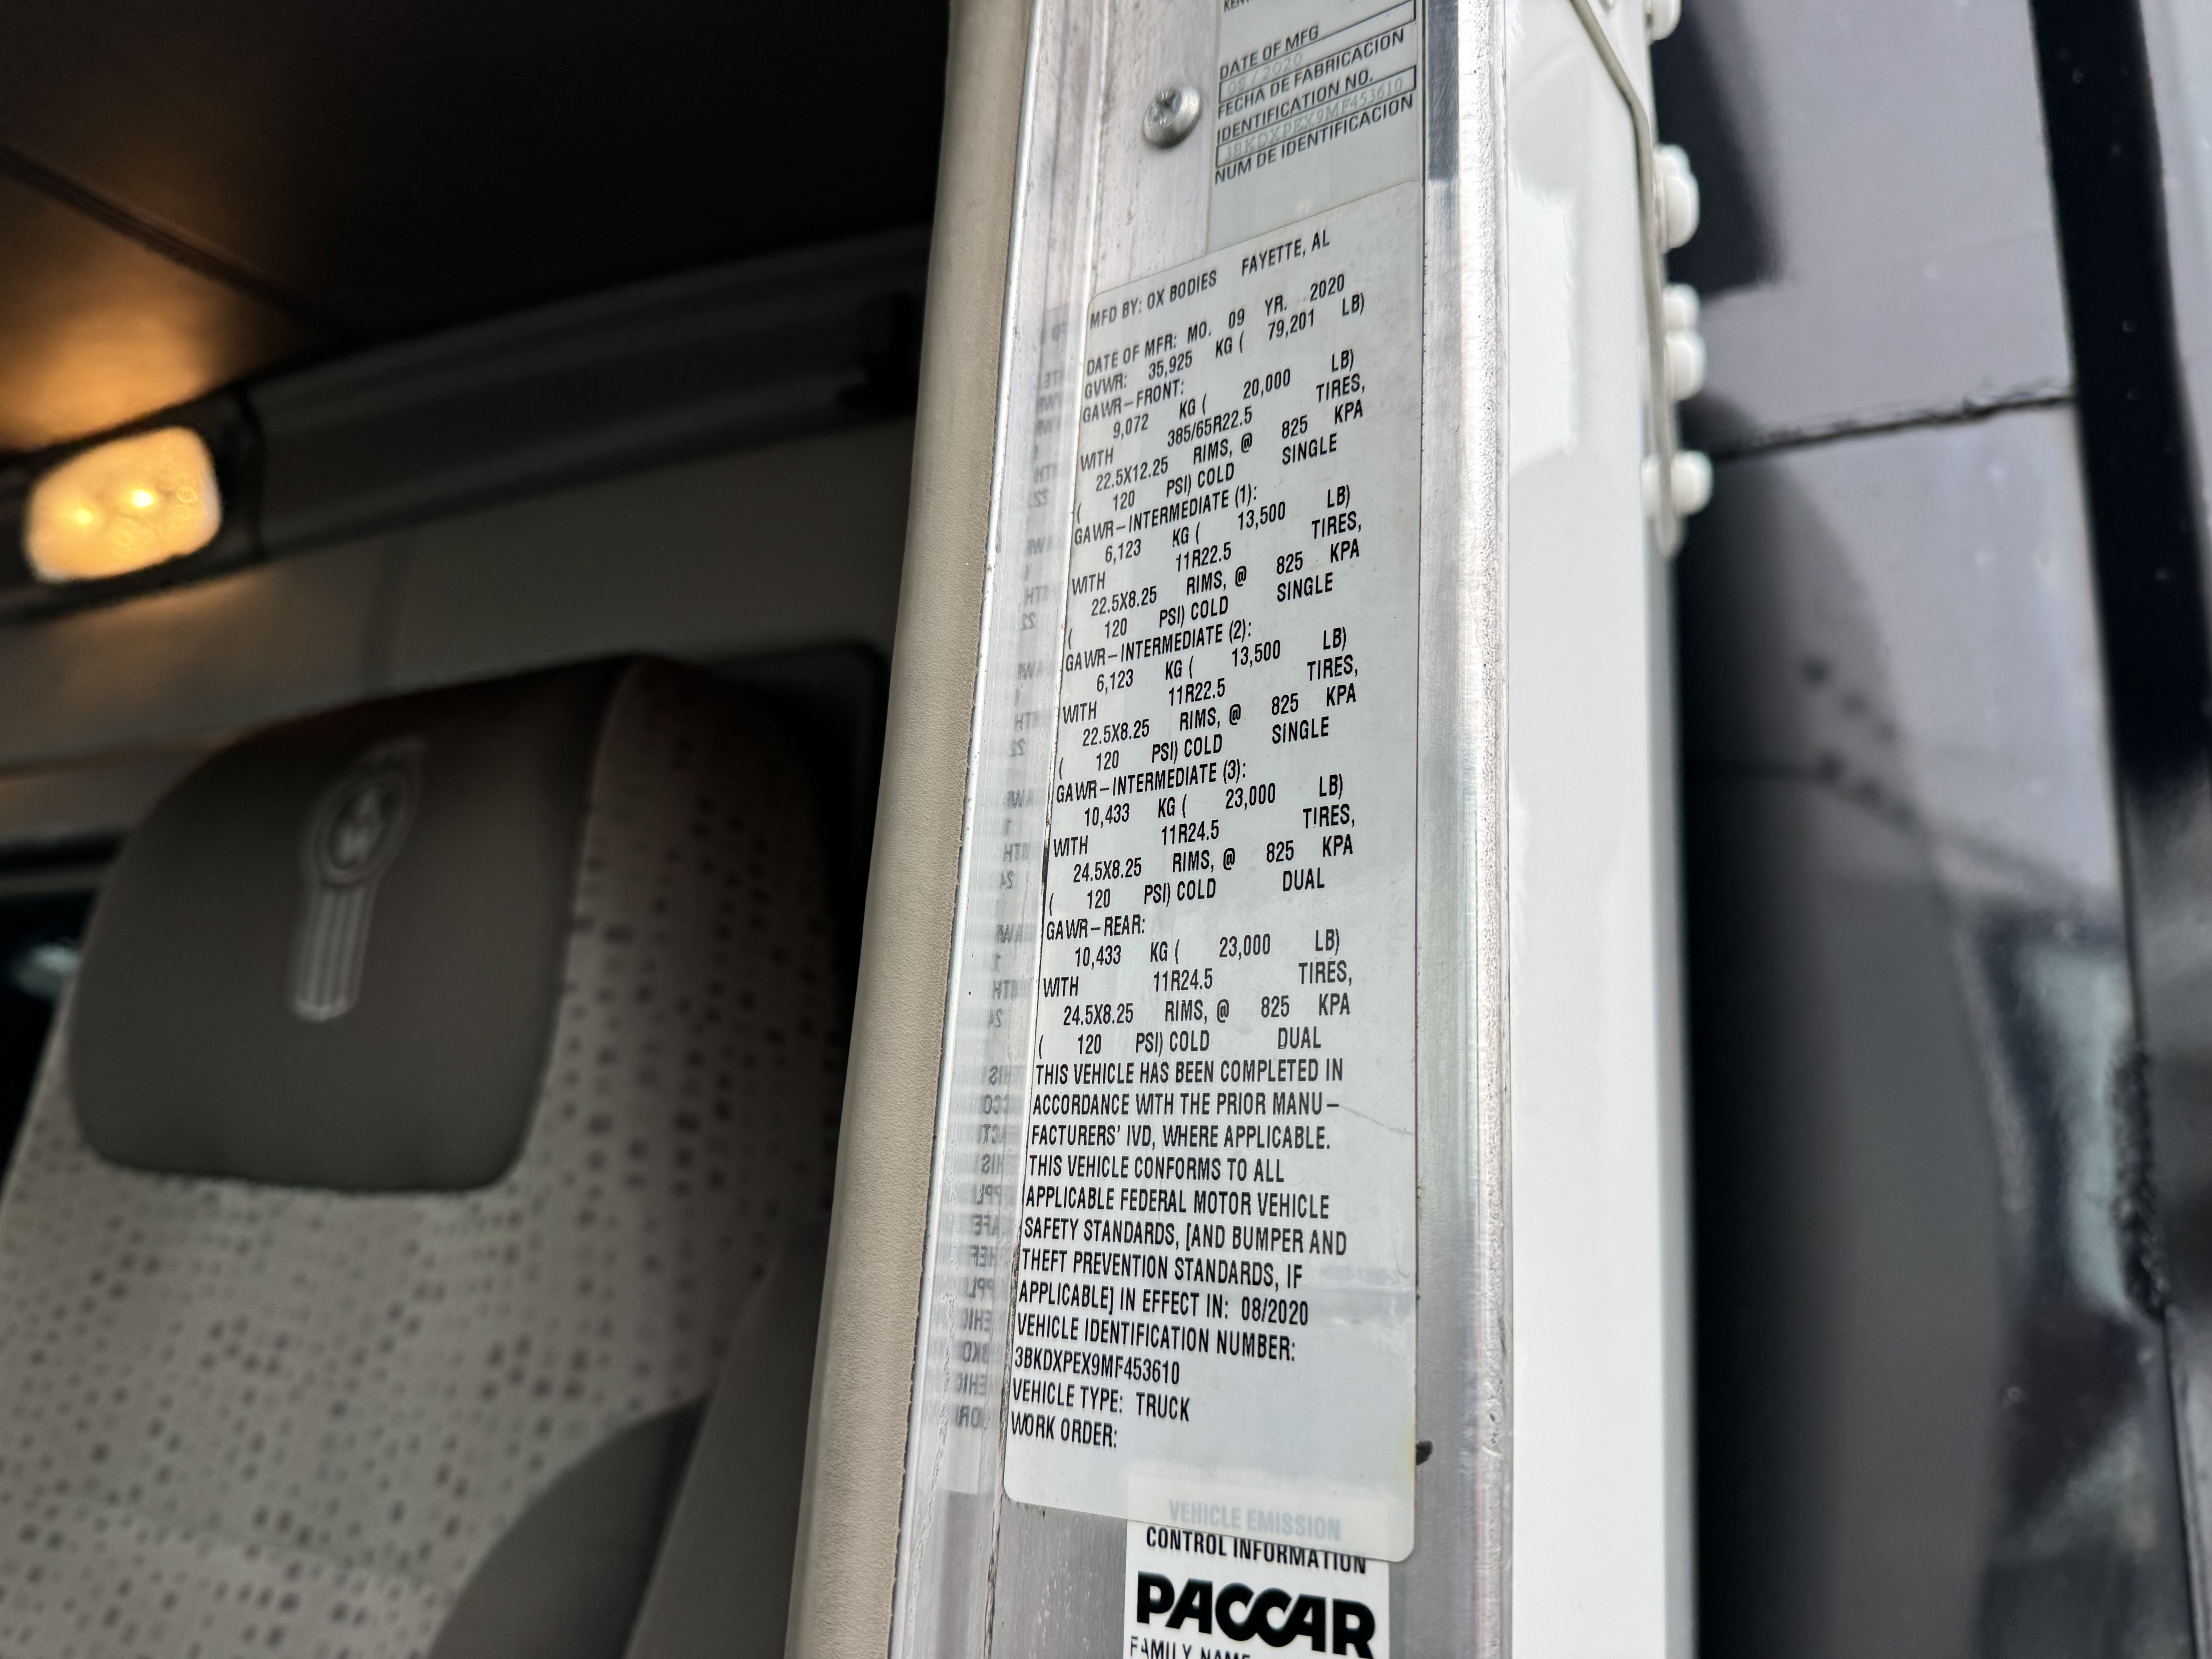 DATE OF MFG
08/2020
FECHA DE FABRICACION
IDENTIFICATION NO.
3BKDXPEX9MF453610
NUM DE IDENTIFICACION
MFD BY: OX BODIES FAYETTE, AL
DATE OF MFR: MO. 09 YR. 2020
GVWR: 35,925 KG ( 79,201 LB)
GAWR-FRONT:
9,072 KG ( 20,000 LB)
WITH 385/65R22.5 TIRES,
22.5X12.25 RIMS, @ 825 KPA
( 120 PSI) COLD SINGLE
GAWR-INTERMEDIATE (1):
6,123 KG ( 13,500 LB)
WITH 11R22.5 TIRES,
22.5X8.25 RIMS, @ 825 KPA
( 120 PSI) COLD SINGLE
GAWR-INTERMEDIATE (2):
6,123 KG ( 13,500 LB)
WITH 11R22.5 TIRES,
22.5X8.25 RIMS, @ 825 KPA
( 120 PSI) COLD SINGLE
GAWR-INTERMEDIATE (3):
10,433 KG ( 23,000 LB)
WITH 11R24.5 TIRES,
24.5X8.25 RIMS, @ 825 KPA
( 120 PSI) COLD DUAL
GAWR-REAR:
10,433 KG ( 23,000 LB)
WITH 11R24.5 TIRES,
24.5X8.25 RIMS, @ 825 KPA
( 120 PSI) COLD DUAL
THIS VEHICLE HAS BEEN COMPLETED IN
ACCORDANCE WITH THE PRIOR MANU-
FACTURERS' IVD, WHERE APPLICABLE.
THIS VEHICLE CONFORMS TO ALL
APPLICABLE FEDERAL MOTOR VEHICLE
SAFETY STANDARDS, [AND BUMPER AND
THEFT PREVENTION STANDARDS, IF
APPLICABLE] IN EFFECT IN: 08/2020
VEHICLE IDENTIFICATION NUMBER:
3BKDXPEX9MF453610
VEHICLE TYPE: TRUCK
WORK ORDER:
VEHICLE EMISSION
CONTROL INFORMATION
PACCAR
FAMILY NAME
KW